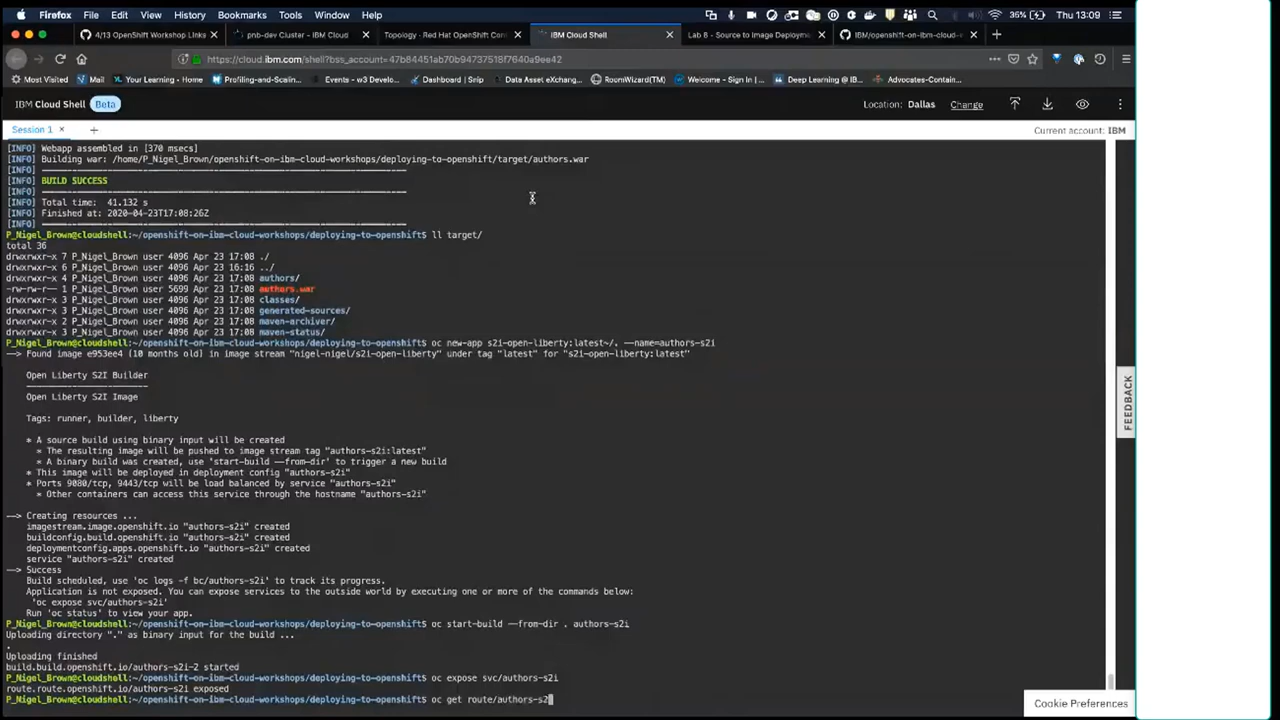 Firefox File Edit View History Bookmarks Tools Window Help 36% Thu 13:09
4/13 OpenShift Workshop Links pnb-dev Cluster - IBM Cloud Topology · Red Hat OpenShift Con IBM Cloud Shell Lab 8 - Source to Image Deploym IBM/openshift-on-ibm-cloud-w
https://cloud.ibm.com/shell?bss_account=47b84451ab70b94737518f7640a9ee42
Most Visited Mail Your Learning - Home Profiling-and-Scalin... Events - w3 Develo... Dashboard | Snip Data Asset eXchang... RoomWizard(TM) Welcome - Sign In | ... Deep Learning @ IB... Advocates-Contain...
IBM Cloud Shell Beta Location: Dallas Change
Session 1 × + Current account: IBM
[INFO] Webapp assembled in [370 msecs]
[INFO] Building war: /home/P_Nigel_Brown/openshift-on-ibm-cloud-workshops/deploying-to-openshift/target/authors.war
[INFO] ------------------------------------------------------------------------
[INFO] BUILD SUCCESS
[INFO] ------------------------------------------------------------------------
[INFO] Total time:  41.132 s
[INFO] Finished at: 2020-04-23T17:08:26Z
[INFO] ------------------------------------------------------------------------
P_Nigel_Brown@cloudshell:~/openshift-on-ibm-cloud-workshops/deploying-to-openshift$ ll target/
total 36
drwxrwxr-x 7 P_Nigel_Brown user 4096 Apr 23 17:08 ./
drwxrwxr-x 6 P_Nigel_Brown user 4096 Apr 23 16:16 ../
drwxrwxr-x 4 P_Nigel_Brown user 4096 Apr 23 17:08 authors/
-rw-rw-r-- 1 P_Nigel_Brown user 5699 Apr 23 17:08 authors.war
drwxrwxr-x 3 P_Nigel_Brown user 4096 Apr 23 17:08 classes/
drwxrwxr-x 3 P_Nigel_Brown user 4096 Apr 23 17:08 generated-sources/
drwxrwxr-x 2 P_Nigel_Brown user 4096 Apr 23 17:08 maven-archiver/
drwxrwxr-x 3 P_Nigel_Brown user 4096 Apr 23 17:08 maven-status/
P_Nigel_Brown@cloudshell:~/openshift-on-ibm-cloud-workshops/deploying-to-openshift$ oc new-app s2i-open-liberty:latest~/. --name=authors-s2i
--> Found image e953ee4 (10 months old) in image stream "nigel-nigel/s2i-open-liberty" under tag "latest" for "s2i-open-liberty:latest"
Open Liberty S2I Builder
------------------------
Open Liberty S2I Image
Tags: runner, builder, liberty
* A source build using binary input will be created
* The resulting image will be pushed to image stream tag "authors-s2i:latest"
* A binary build was created, use 'start-build --from-dir' to trigger a new build
* This image will be deployed in deployment config "authors-s2i"
* Ports 9080/tcp, 9443/tcp will be load balanced by service "authors-s2i"
* Other containers can access this service through the hostname "authors-s2i"
--> Creating resources ...
imagestream.image.openshift.io "authors-s2i" created
buildconfig.build.openshift.io "authors-s2i" created
deploymentconfig.apps.openshift.io "authors-s2i" created
service "authors-s2i" created
--> Success
Build scheduled, use 'oc logs -f bc/authors-s2i' to track its progress.
Application is not exposed. You can expose services to the outside world by executing one or more of the commands below:
'oc expose svc/authors-s2i'
Run 'oc status' to view your app.
P_Nigel_Brown@cloudshell:~/openshift-on-ibm-cloud-workshops/deploying-to-openshift$ oc start-build --from-dir . authors-s2i
Uploading directory "." as binary input for the build ...
.
Uploading finished
build.build.openshift.io/authors-s2i-2 started
P_Nigel_Brown@cloudshell:~/openshift-on-ibm-cloud-workshops/deploying-to-openshift$ oc expose svc/authors-s2i
route.route.openshift.io/authors-s2i exposed
P_Nigel_Brown@cloudshell:~/openshift-on-ibm-cloud-workshops/deploying-to-openshift$ oc get route/authors-s2
FEEDBACK
Cookie Preferences